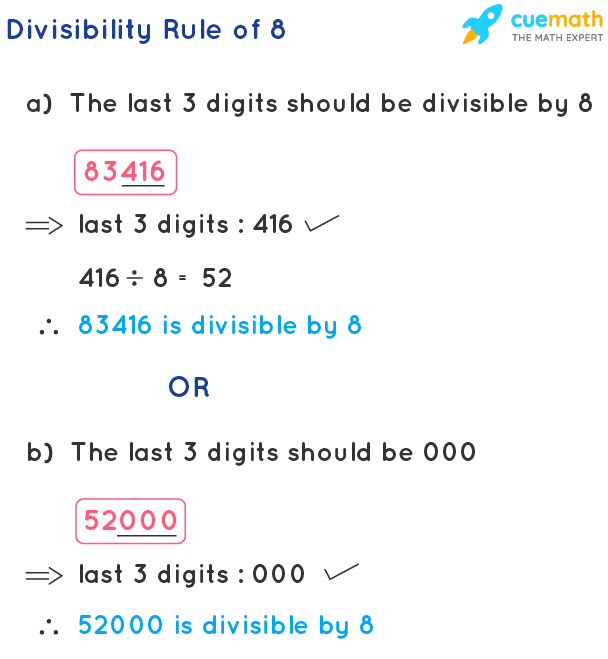 Divisibility Rule of 8
cuemath
THE MATH EXPERT
a) The last 3 digits should be divisible by 8
83416
⟹ last 3 digits : 416 ✓
416 ÷ 8 = 52
∴ 83416 is divisible by 8
OR
b) The last 3 digits should be 000
52000
⟹ last 3 digits : 000 ✓
∴ 52000 is divisible by 8